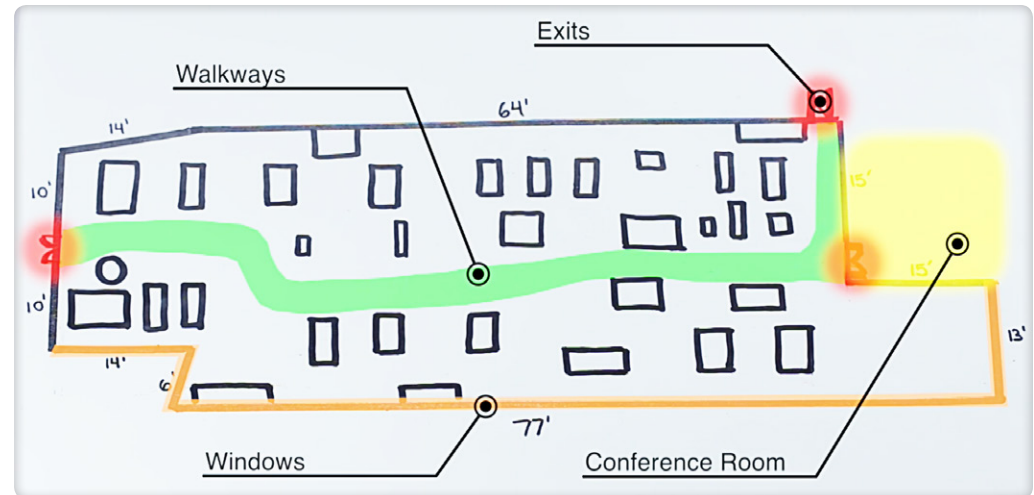 Exits
Walkways
64'
14'
10'
15'
15'
10'
14'
6'
13'
77'
Windows
Conference Room